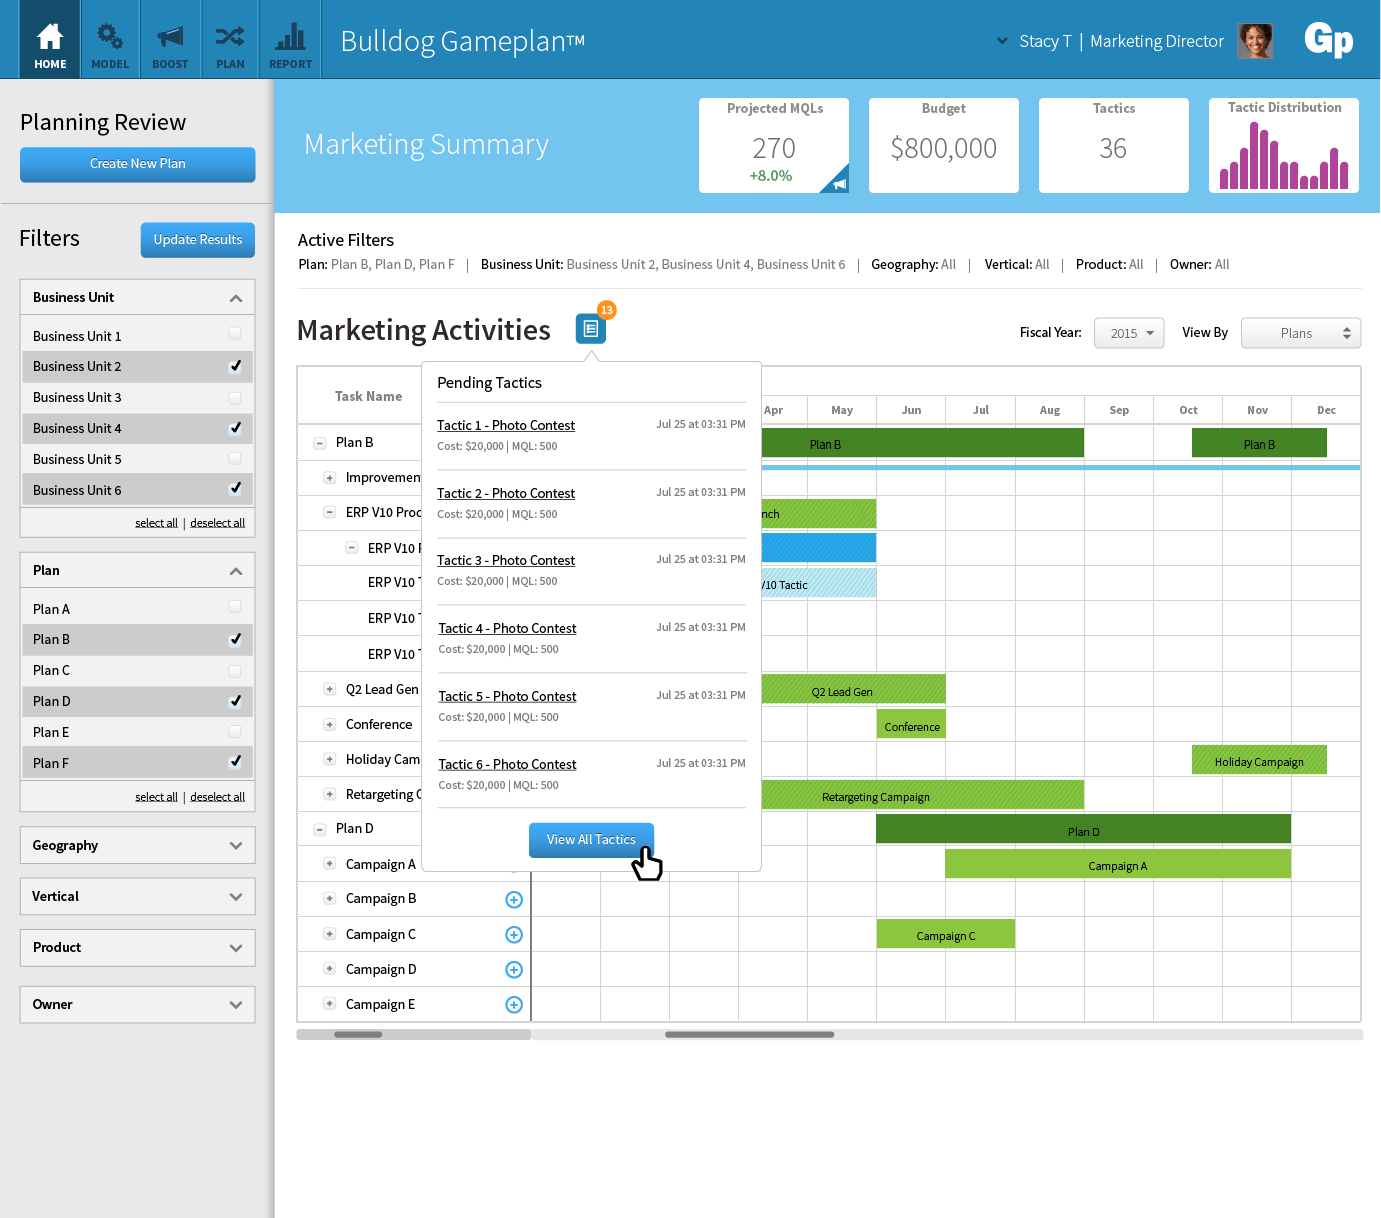 HOME
MODEL
BOOST
PLAN
REPORT
Bulldog Gameplan™
Stacy T | Marketing Director
Gp
Planning Review
Create New Plan
Filters
Update Results
Business Unit
Business Unit 1
Business Unit 2
Business Unit 3
Business Unit 4
Business Unit 5
Business Unit 6
select all | deselect all
Plan
Plan A
Plan B
Plan C
Plan D
Plan E
Plan F
select all | deselect all
Geography
Vertical
Product
Owner
Marketing Summary
Projected MQLs
270
+8.0%
Budget
$800,000
Tactics
36
Tactic Distribution
Active Filters
Plan: Plan B, Plan D, Plan F | Business Unit: Business Unit 2, Business Unit 4, Business Unit 6 | Geography: All | Vertical: All | Product: All | Owner: All
Marketing Activities
13
Fiscal Year: 2015 View By Plans
Pending Tactics
Tactic 1 - Photo Contest Jul 25 at 03:31 PM
Cost: $20,000 | MQL: 500
Tactic 2 - Photo Contest Jul 25 at 03:31 PM
Cost: $20,000 | MQL: 500
Tactic 3 - Photo Contest Jul 25 at 03:31 PM
Cost: $20,000 | MQL: 500
Tactic 4 - Photo Contest Jul 25 at 03:31 PM
Cost: $20,000 | MQL: 500
Tactic 5 - Photo Contest Jul 25 at 03:31 PM
Cost: $20,000 | MQL: 500
Tactic 6 - Photo Contest Jul 25 at 03:31 PM
Cost: $20,000 | MQL: 500
View All Tactics
Task Name
Apr May Jun Jul Aug Sep Oct Nov Dec
Plan B Plan B Plan B
Improvemen
ERP V10 Proc nch
ERP V10
ERP V10 V10 Tactic
ERP V10
ERP V10
Q2 Lead Gen Q2 Lead Gen
Conference Conference
Holiday Cam Holiday Campaign
Retargeting Retargeting Campaign
Plan D Plan D
Campaign A Campaign A
Campaign B
Campaign C Campaign C
Campaign D
Campaign E